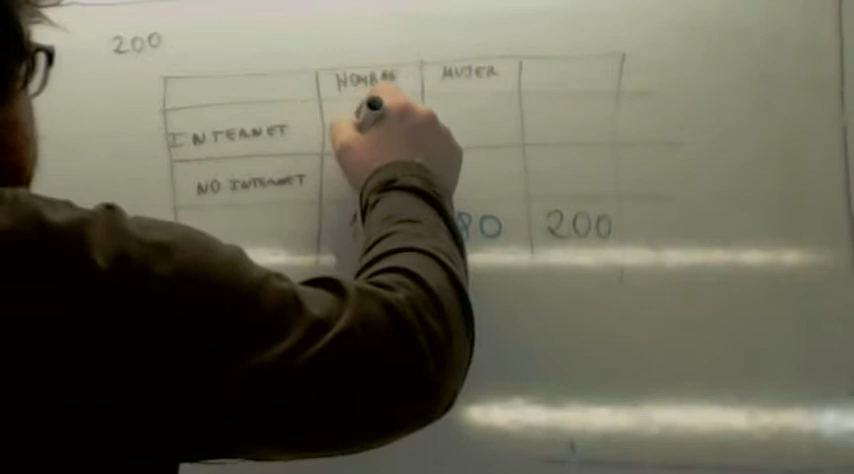 200
HOMBRE MUJER
INTERNET
NO INTERNET
80 200